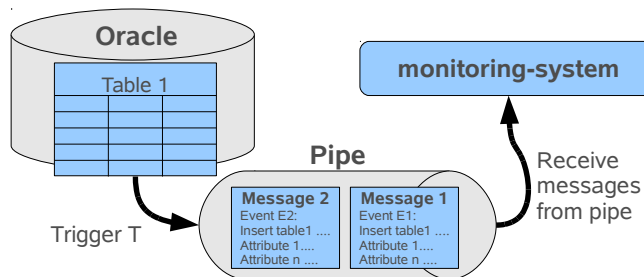 Oracle
Table 1
monitoring-system
Pipe
Message 2
Event E2:
Insert table1 ....
Attribute 1....
Attribute n ....
Message 1
Event E1:
Insert table1 ....
Attribute 1....
Attribute n ....
Trigger T
Receive
messages
from pipe